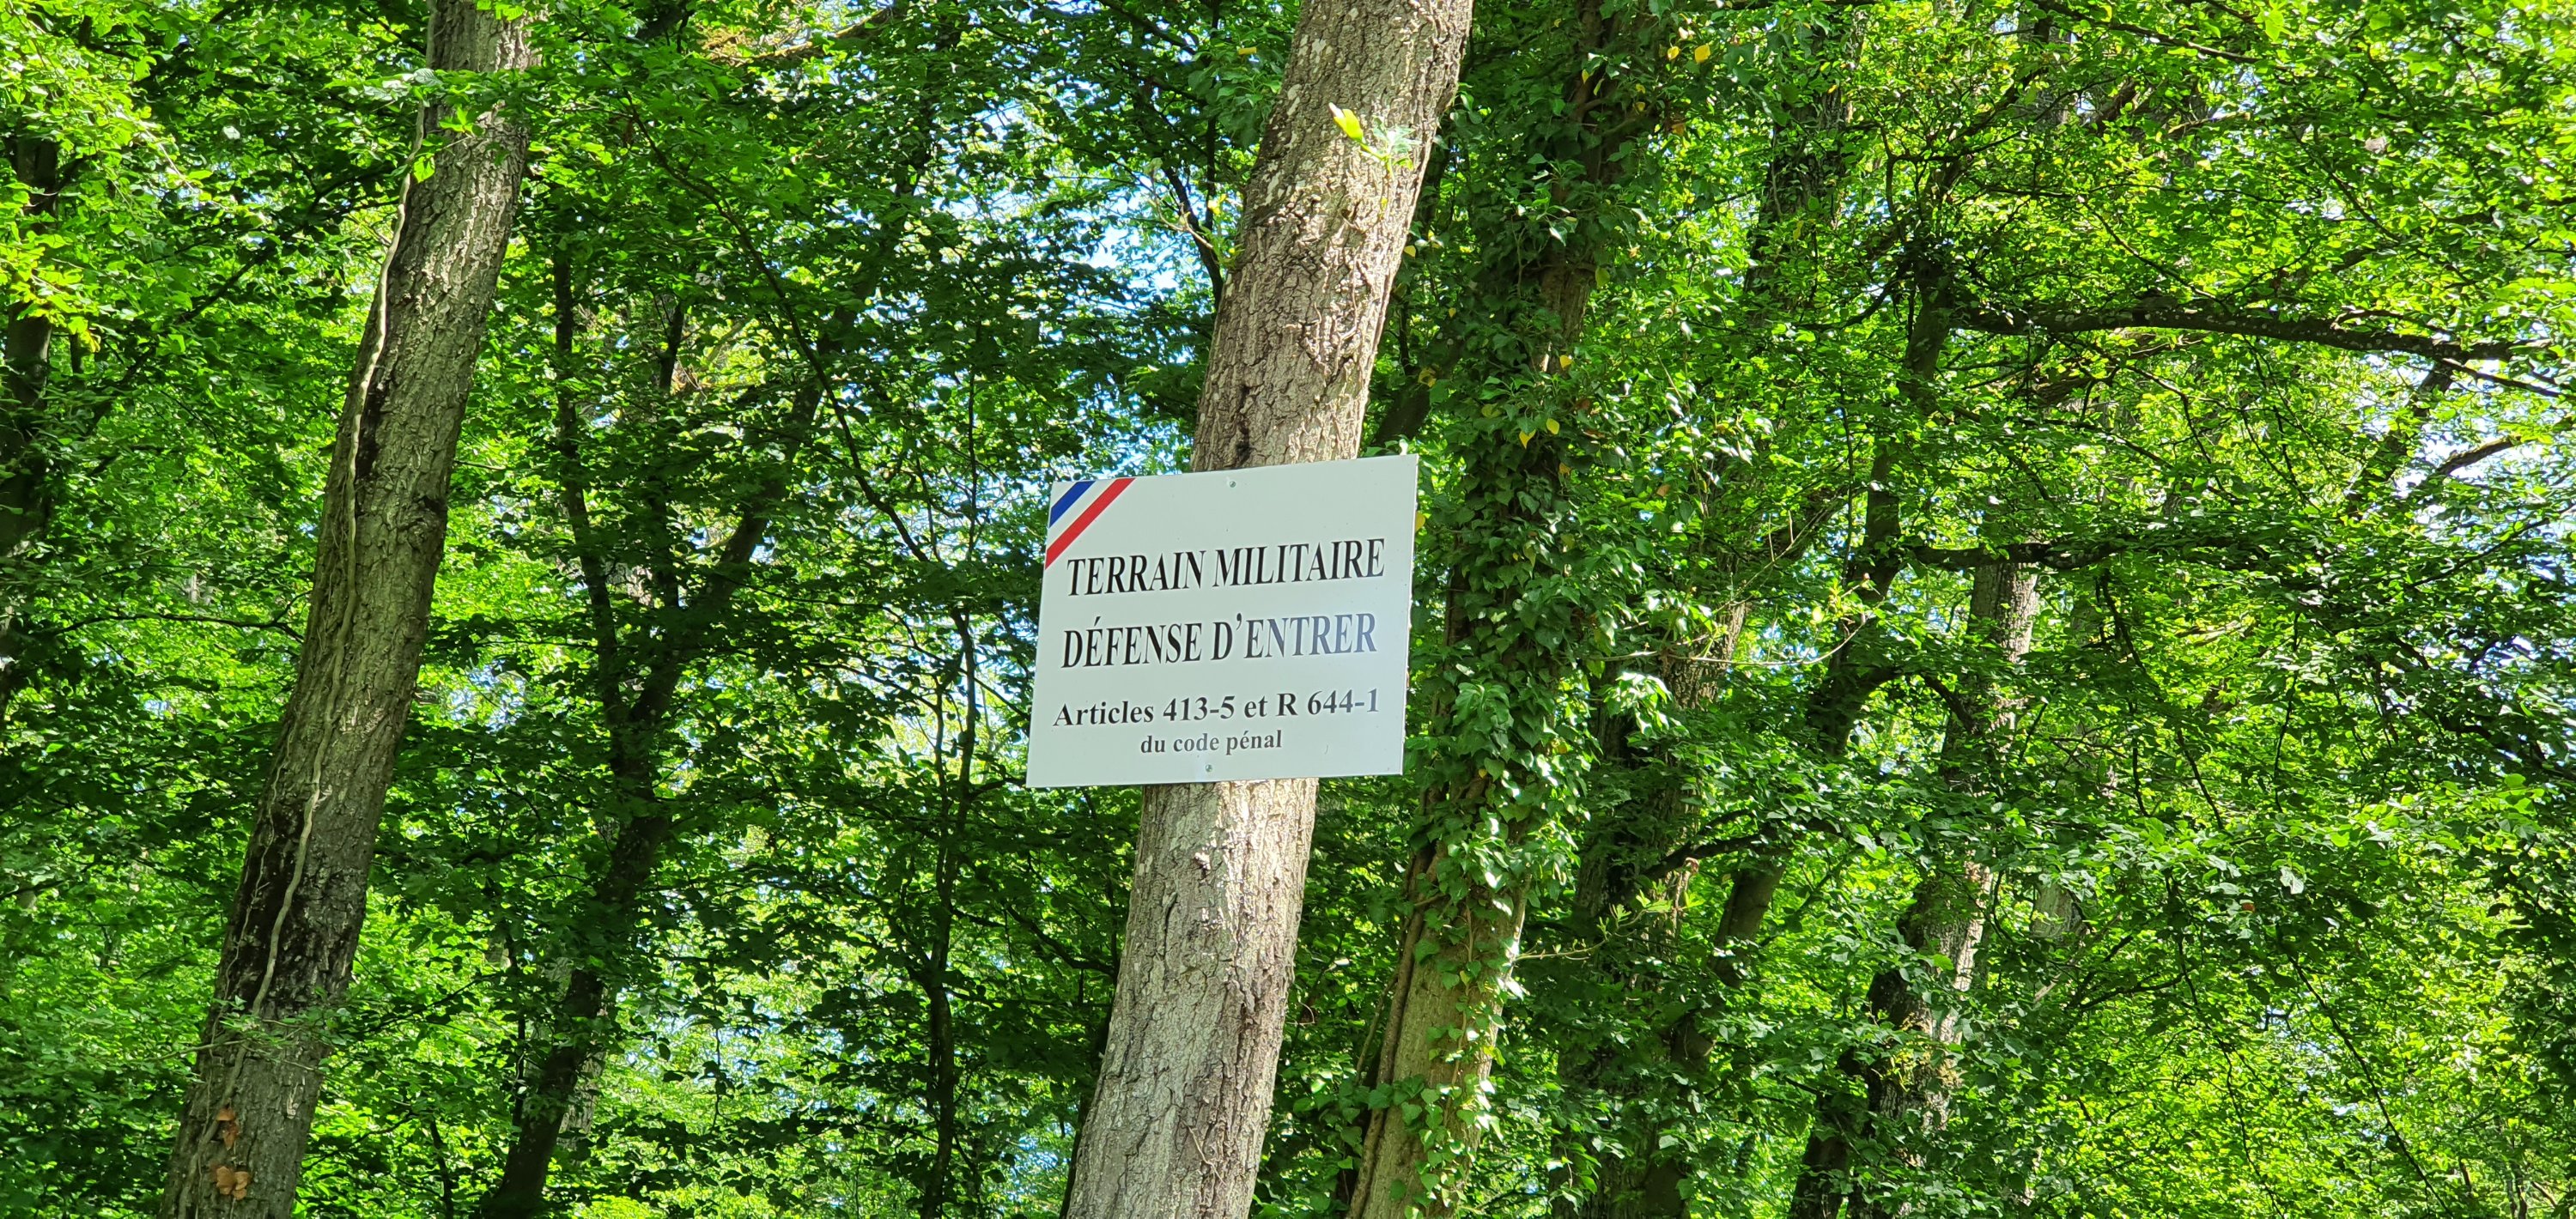 TERRAIN MILITAIRE
DÉFENSE D'ENTRER
Articles 413-5 et R 644-1
du code pénal